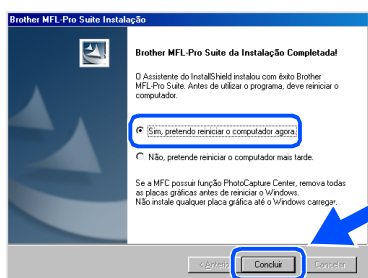 Brother MFL-Pro Suite Instalação
Brother MFL-Pro Suite da Instalação Completada!
O Assistente do InstallShield instalou com êxito Brother
MFL-Pro Suite. Antes de utilizar o programa, deve reiniciar o
computador.
Sim, pretendo reiniciar o computador agora.
Não, pretende reiniciar o computador mais tarde.
Se a MFC possuir função PhotoCapture Center, remova todas
as placas gráficas antes de reiniciar o Windows.
Não instale qualquer placa gráfica até o Windows carregar.
Concluir
Cancelar